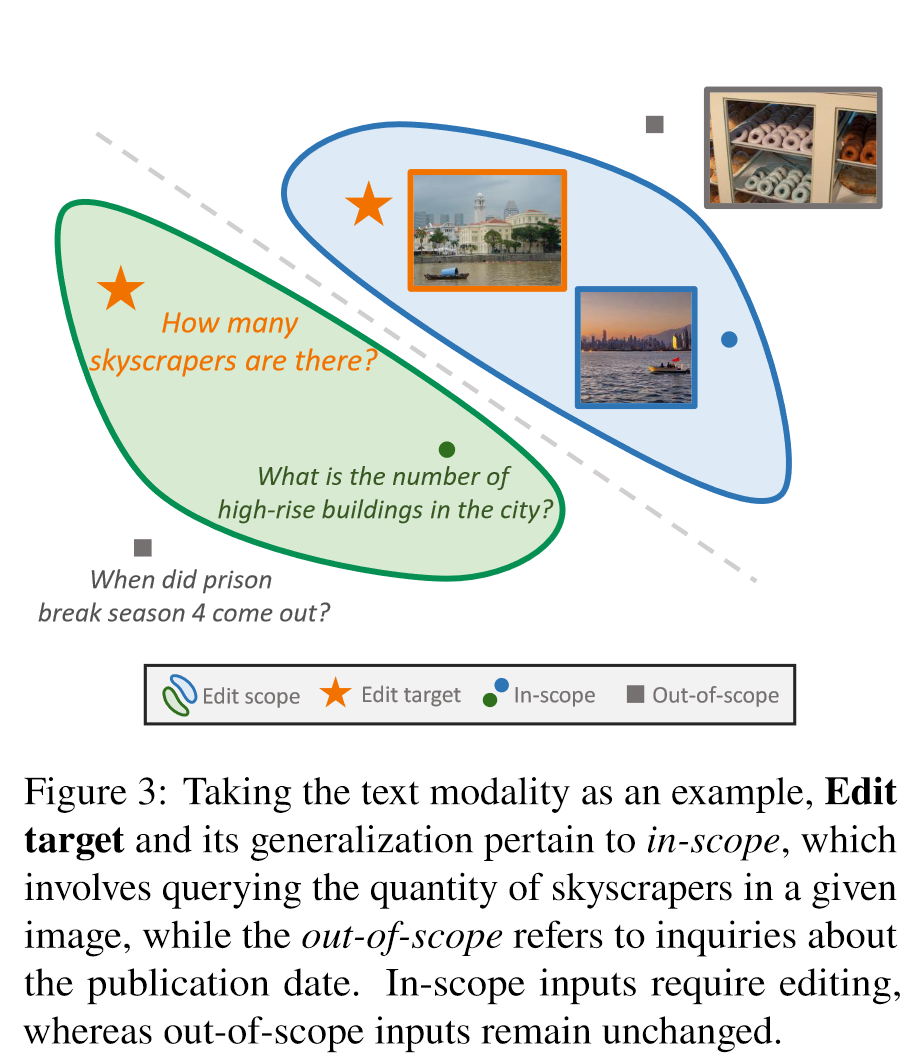 How many
skyscrapers are there?
What is the number of
high-rise buildings in the city?
When did prison
break season 4 come out?
Edit scope
Edit target
In-scope
Out-of-scope
Figure 3: Taking the text modality as an example, Edit
target and its generalization pertain to in-scope, which
involves querying the quantity of skyscrapers in a given
image, while the out-of-scope refers to inquiries about
the publication date. In-scope inputs require editing,
whereas out-of-scope inputs remain unchanged.